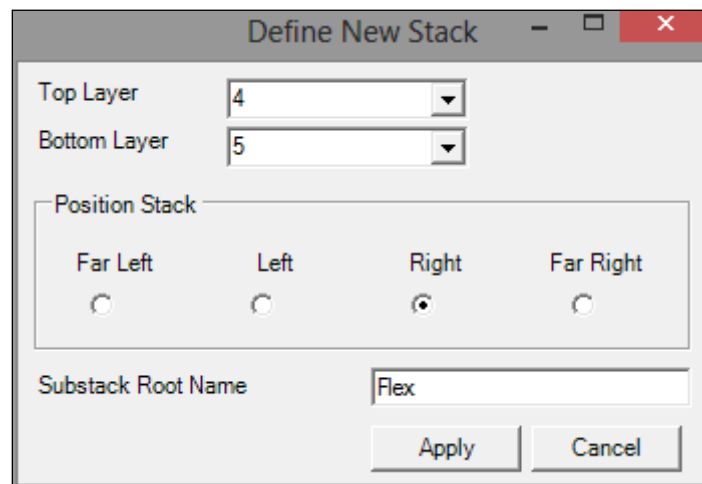 Define New Stack
Top Layer 4
Bottom Layer 5
Position Stack
Far Left Left Right Far Right
Substack Root Name Flex
Apply Cancel